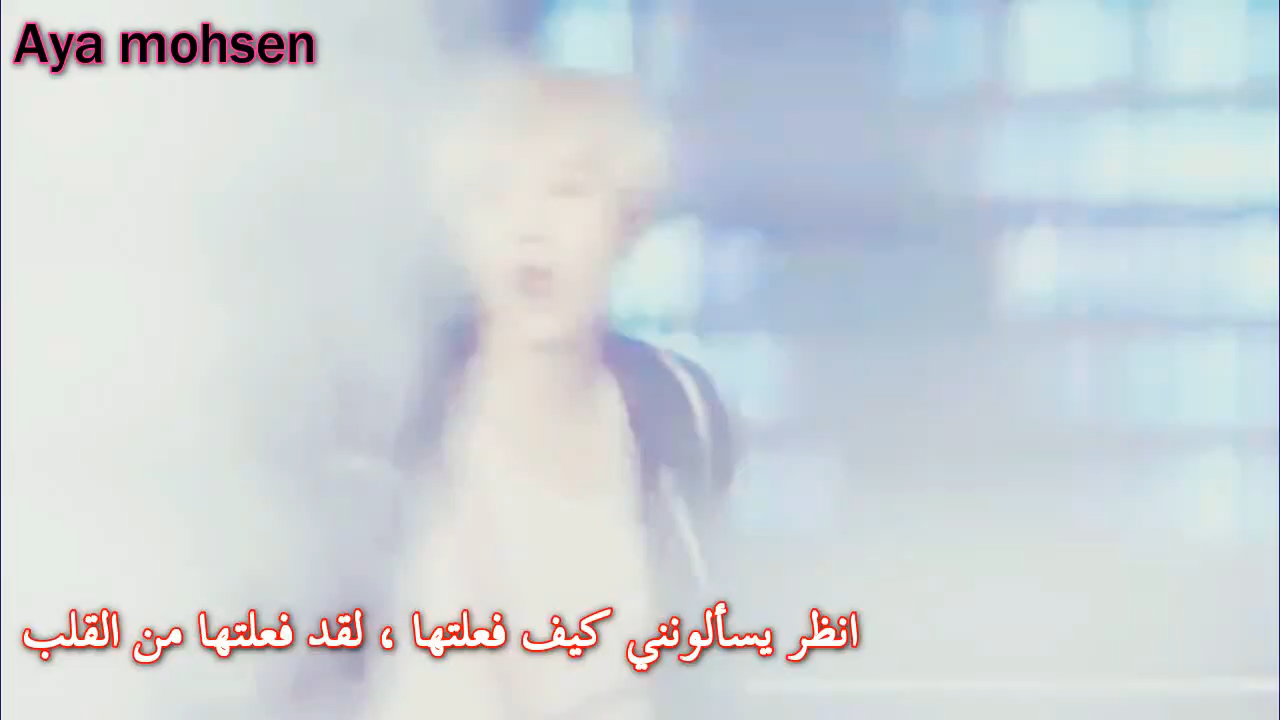 Aya mohsen
انظر يسألونني كيف فعلتها ، لقد فعلتها من القلب